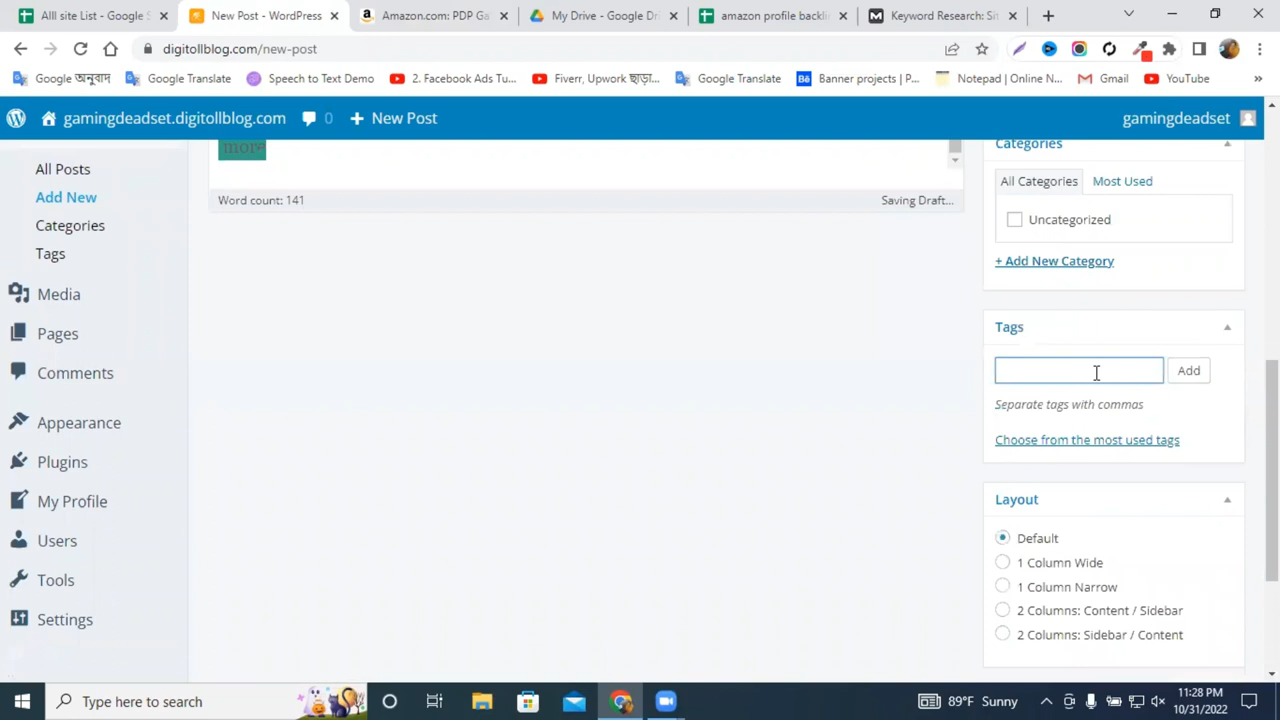 Alll site List - Google S
New Post - WordPress
Amazon.com: PDP Ga
My Drive - Google Dri
amazon profile backli
Keyword Research: Sit
digitollblog.com/new-post
Google অনুবাদ
Google Translate
Speech to Text Demo
2. Facebook Ads Tu...
Fiverr, Upwork ছাড়া...
Google Translate
Banner projects | P...
Notepad | Online N...
Gmail
YouTube
gamingdeadset.digitollblog.com
0
New Post
gamingdeadset
All Posts
Add New
Categories
Tags
Media
Pages
Comments
Appearance
Plugins
My Profile
Users
Tools
Settings
more
Word count: 141
Saving Draft...
Categories
All Categories
Most Used
Uncategorized
+ Add New Category
Tags
Add
Separate tags with commas
Choose from the most used tags
Layout
Default
1 Column Wide
1 Column Narrow
2 Columns: Content / Sidebar
2 Columns: Sidebar / Content
Type here to search
89°F Sunny
11:28 PM
10/31/2022